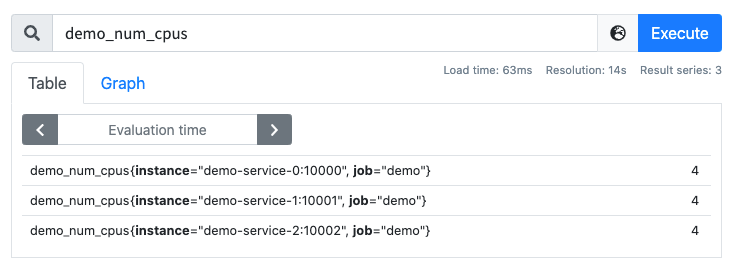 demo_num_cpus Execute
Load time: 63ms Resolution: 14s Result series: 3
Table Graph
Evaluation time
demo_num_cpus{instance="demo-service-0:10000", job="demo"} 4
demo_num_cpus{instance="demo-service-1:10001", job="demo"} 4
demo_num_cpus{instance="demo-service-2:10002", job="demo"} 4